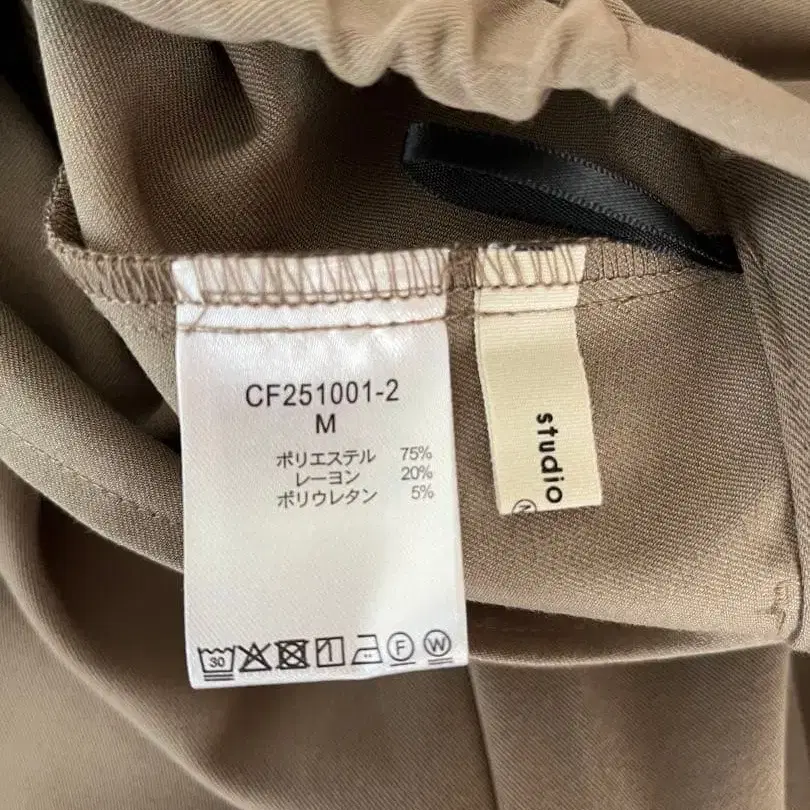 CF251001-2
M
ポリエステル 75%
レーヨン 20%
ポリウレタン 5%
30
F
W
studio
N